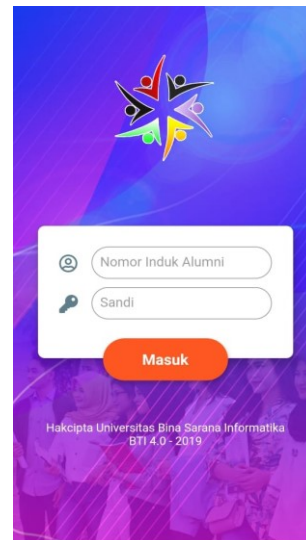 Nomor Induk Alumni
Sandi
Masuk
Hakcipta Universitas Bina Sarana Informatika
BTI 4.0 - 2019